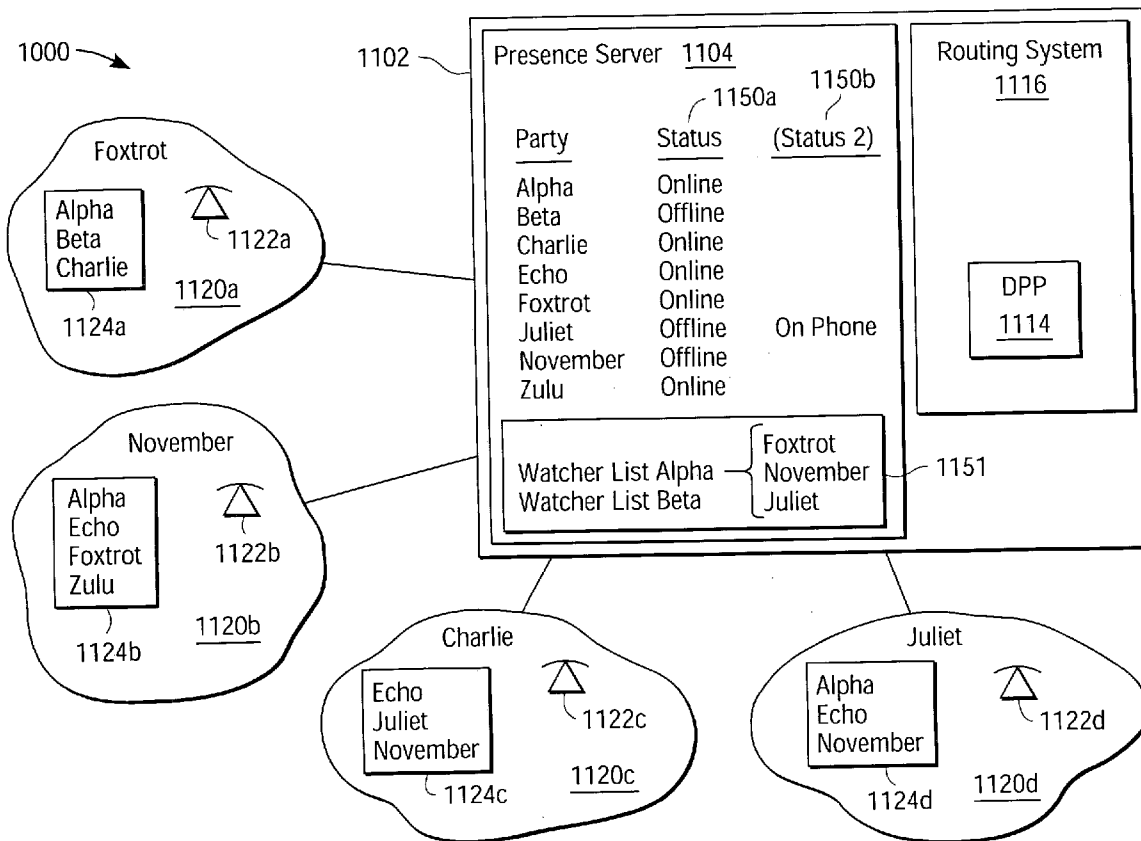 1000
1102
Presence Server 1104
1150a
1150b
Party Status (Status 2)
Alpha Online
Beta Offline
Charlie Online
Echo Online
Foxtrot Online
Juliet Offline On Phone
November Offline
Zulu Online
Watcher List Alpha
Watcher List Beta
Foxtrot
November
Juliet
1151
Routing System
1116
DPP
1114
Foxtrot
Alpha
Beta
Charlie
1122a
1120a
1124a
November
Alpha
Echo
Foxtrot
Zulu
1122b
1120b
1124b
Charlie
Echo
Juliet
November
1122c
1120c
1124c
Juliet
Alpha
Echo
November
1122d
1120d
1124d